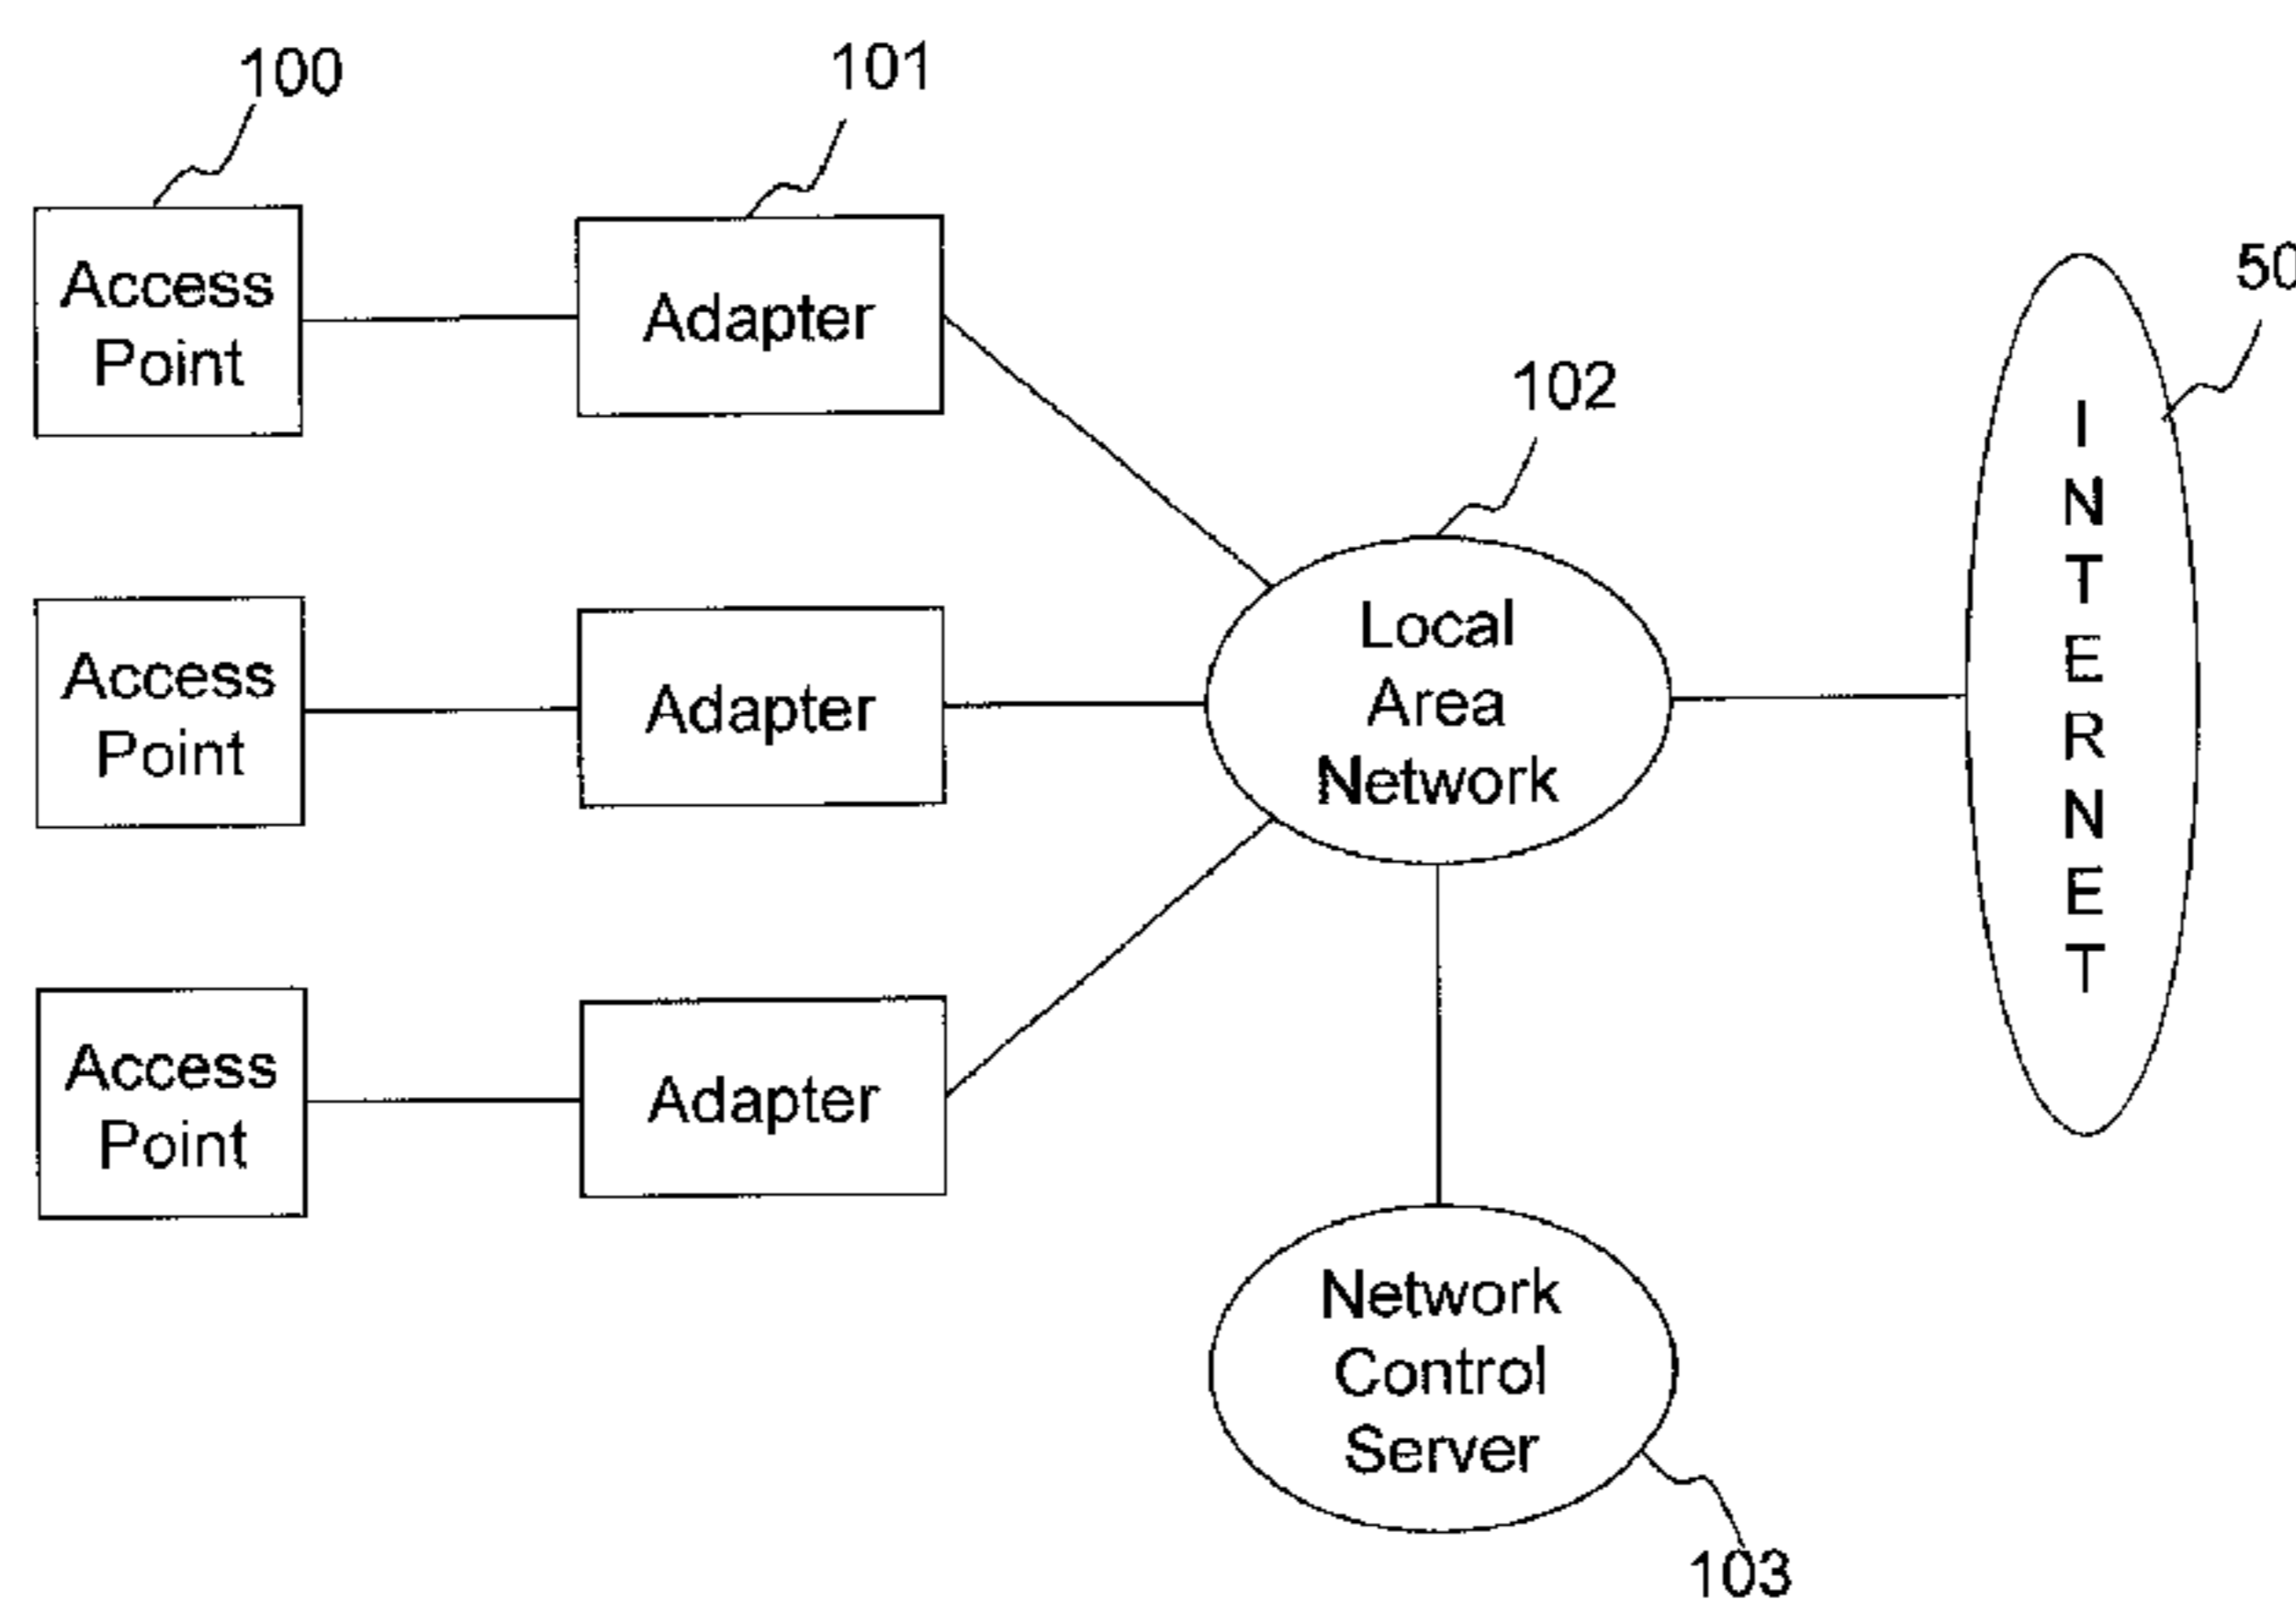 100
101
50
102
Access
Point
Adapter
Access
Point
Adapter
Access
Point
Adapter
Local
Area
Network
I
N
T
E
R
N
E
T
Network
Control
Server
103